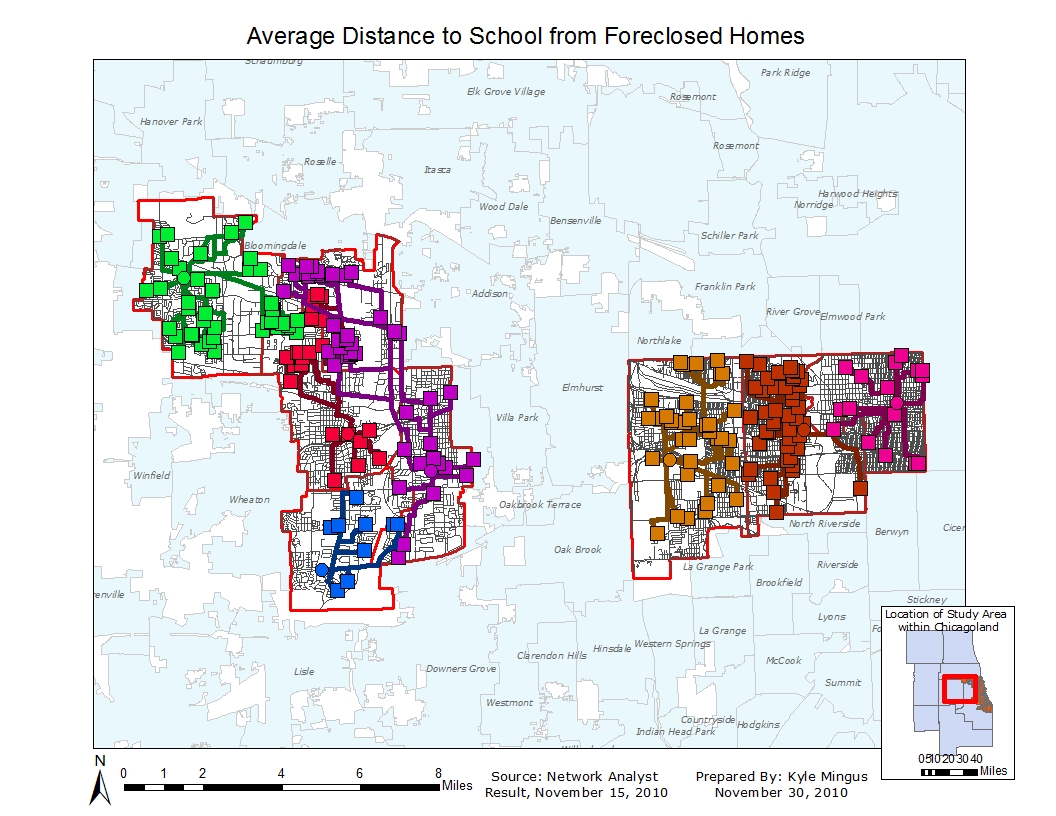 Average Distance to School from Foreclosed Homes
Schaumburg
Park Ridge
Elk Grove Village
Rosemont
Hanover Park
Rosemont
Roselle
Itasca
Harwood Heights
Norridge
Wood Dale
Bensenville
Schiller Park
Bloomingdale
Addison
Franklin Park
River Grove
Elmwood Park
Northlake
Elmhurst
Villa Park
Winfield
Wheaton
Oakbrook Terrace
North Riverside
Berwyn
Cicer
Oak Brook
La Grange Park
Riverside
Brookfield
Stickney
Lyons
La Grange
Hinsdale
Western Springs
Clarendon Hills
McCook
Lisle
Downers Grove
Summit
Westmont
Countryside
Hodgkins
Indian Head Park
Location of Study Area
within Chicagoland
0 5 10 20 30 40
Miles
N
0 1 2 4 6 8
Miles
Source: Network Analyst
Result, November 15, 2010
Prepared By: Kyle Mingus
November 30, 2010